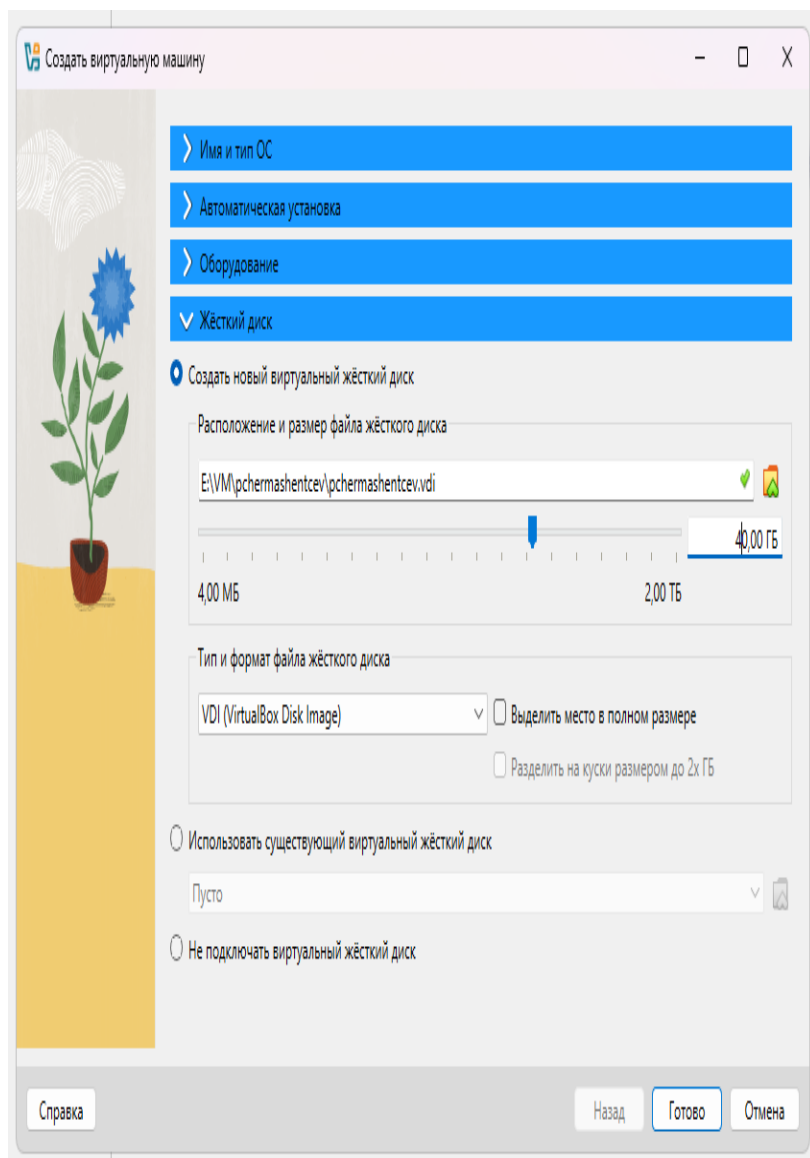 Создать виртуальную машину
Имя и тип ОС
Автоматическая установка
Оборудование
Жёсткий диск
Создать новый виртуальный жёсткий диск
Расположение и размер файла жёсткого диска
E:\VM\pchermashentcev\pchermashentcev.vdi
40,00 ГБ
4,00 МБ 2,00 ТБ
Тип и формат файла жёсткого диска
VDI (VirtualBox Disk Image) Выделить место в полном размере
Разделить на куски размером до 2х ГБ
Использовать существующий виртуальный жёсткий диск
Пусто
Не подключать виртуальный жёсткий диск
Справка Назад Готово Отмена